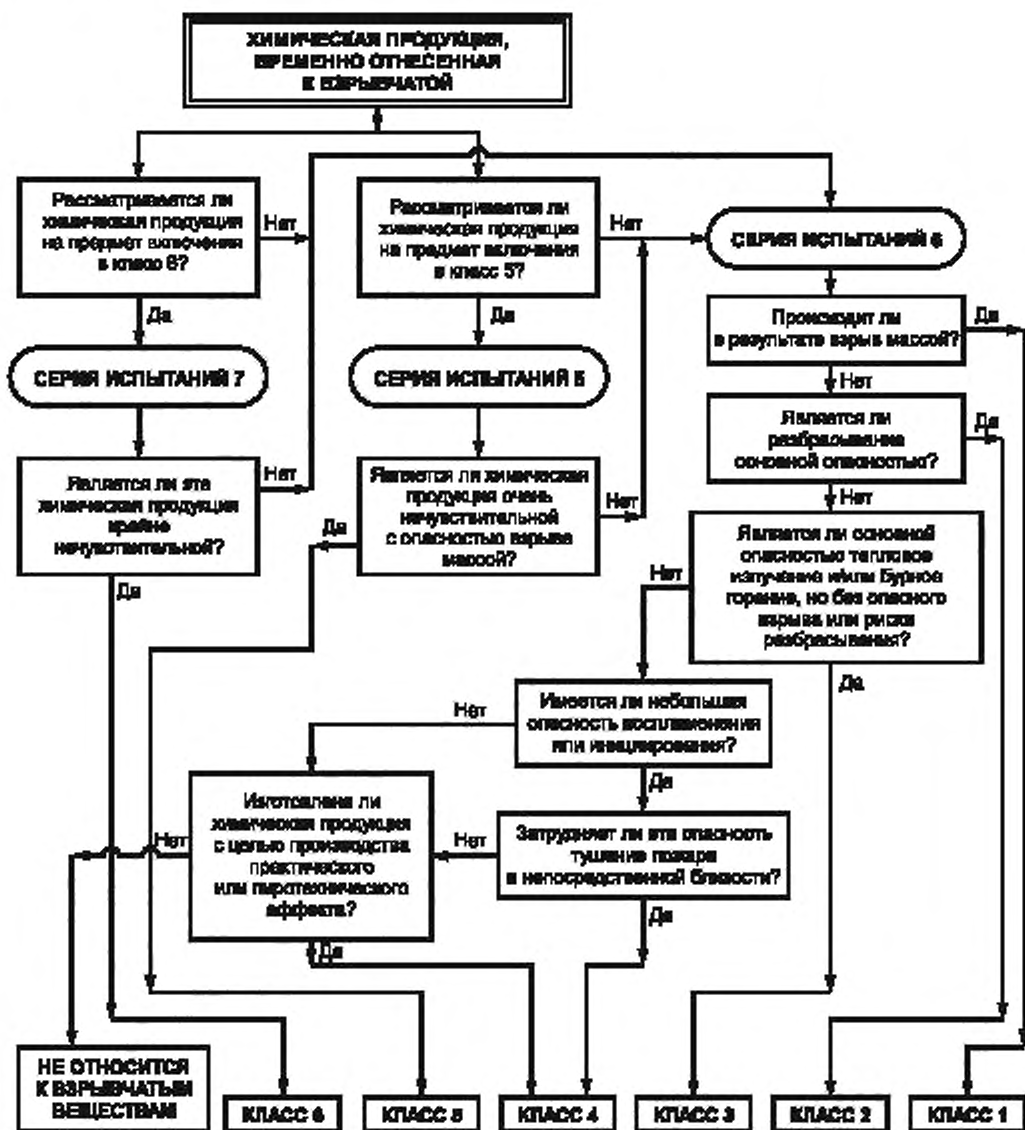 ХИМИЧЕСКАЯ ПРОДУКЦИЯ,
ВРЕМЕННО ОТНЕСЕННАЯ
К ВЗРЫВЧАТОЙ
Рассматривается ли
химическая продукция
на предмет включения
в класс 6?
Нет
Да
Рассматривается ли
химическая продукция
на предмет включения
в класс 5?
Нет
Да
СЕРИЯ ИСПЫТАНИЙ 6
СЕРИЯ ИСПЫТАНИЙ 7
СЕРИЯ ИСПЫТАНИЙ 5
Происходит ли
в результате взрыв массой?
Да
Нет
Является ли
разбрасывание
основной опасностью?
Да
Нет
Является ли эта
химическая продукция
крайне
нечувствительной?
Нет
Да
Является ли химическая
продукция очень
нечувствительной
с опасностью взрыва
массой?
Да
Нет
Является ли основной
опасностью тепловое
излучение и/или бурное
горение, но без опасного
взрыва или риска
разбрасывания?
Нет
Да
Имеется ли небольшая
опасность воспламенения
или инициирования?
Нет
Да
Изготовлена ли
химическая продукция
с целью производства
практического
или пиротехнического
эффекта?
Нет
Да
Затрудняет ли эта опасность
тушение пожара
в непосредственной близости?
Нет
Да
НЕ ОТНОСИТСЯ
К ВЗРЫВЧАТЫМ
ВЕЩЕСТВАМ
КЛАСС 6
КЛАСС 5
КЛАСС 4
КЛАСС 3
КЛАСС 2
КЛАСС 1